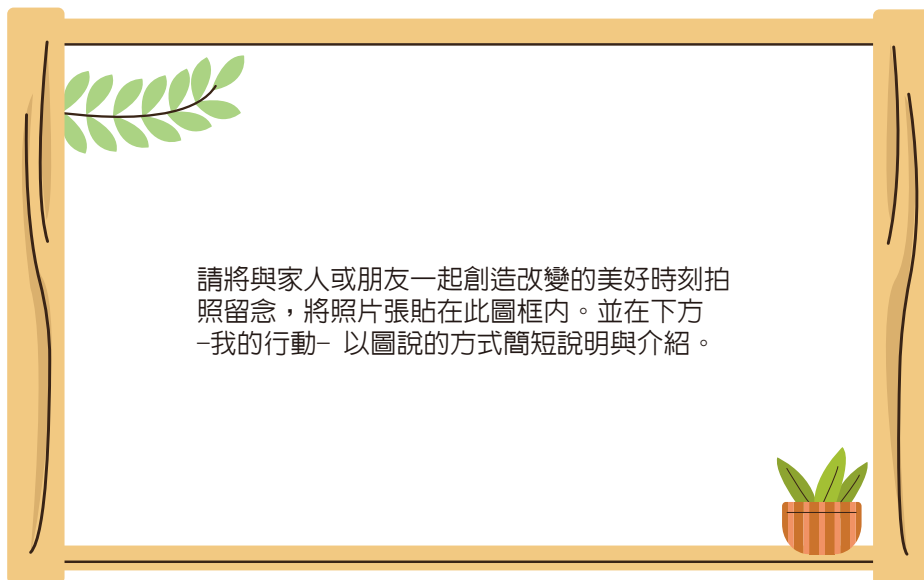 請將與家人或朋友一起創造改變的美好時刻拍
照留念，將照片張貼在此圖框內。並在下方
–我的行動– 以圖說的方式簡短說明與介紹。